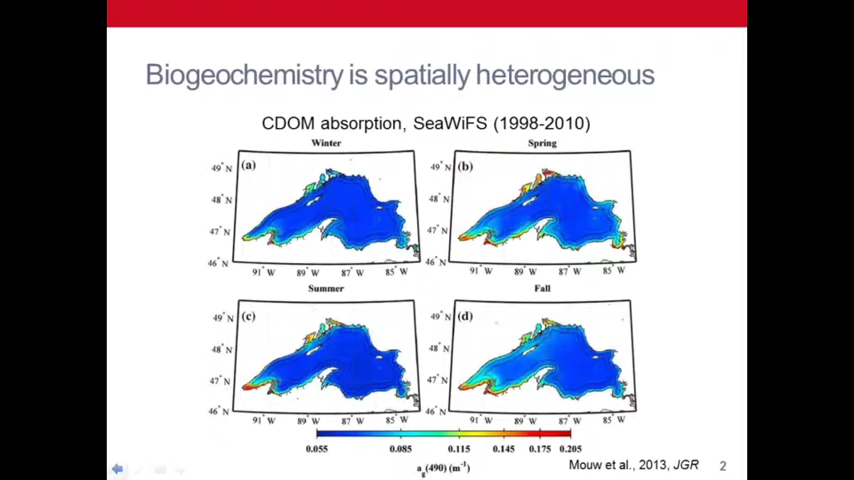 Biogeochemistry is spatially heterogeneous
CDOM absorption, SeaWiFS (1998-2010)
Winter
Spring
(a)
49° N
48° N
47° N
46° N
91° W 89° W 87° W 85° W
(b)
49° N
48° N
47° N
46° N
91° W 89° W 87° W 85° W
Summer
Fall
(c)
49° N
48° N
47° N
46° N
91° W 89° W 87° W 85° W
(d)
49° N
48° N
47° N
46° N
91° W 89° W 87° W 85° W
0.055 0.085 0.115 0.145 0.175 0.205
ag(490) (m⁻¹)
Mouw et al., 2013, JGR
2